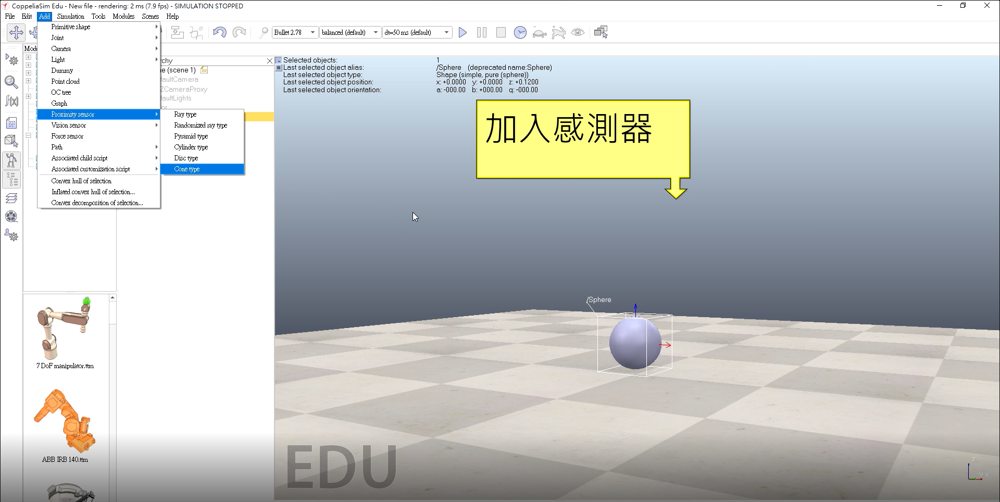 CoppeliaSim Edu - New file - rendering: 2 ms (7.9 fps) - SIMULATION STOPPED
File Edit Add Simulation Tools Modules Scenes Help
Bullet 2.78 balanced (default) dt=50 ms (default)
Primitive shape
Joint
Camera
Light
Dummy
Point cloud
OC tree
Graph
Proximity sensor
Vision sensor
Force sensor
Path
Associated child script
Associated customization script
Convex hull of selection
Inflated convex hull of selection...
Convex decomposition of selection...
Ray type
Randomized ray type
Pyramid type
Cylinder type
Disc type
Cone type
(scene 1)
Selected objects: 1
Last selected object alias: /Sphere (deprecated name:Sphere)
Last selected object type: Shape (simple, pure (sphere))
Last selected object position: x: +0.0000 y: +0.0000 z: +0.1200
Last selected object orientation: a: -000.00 b: +000.00 q: -000.00
加入感測器
/Sphere
7 DoF manipulator.ttm
ABB IRB 140.ttm
EDU
z
y x